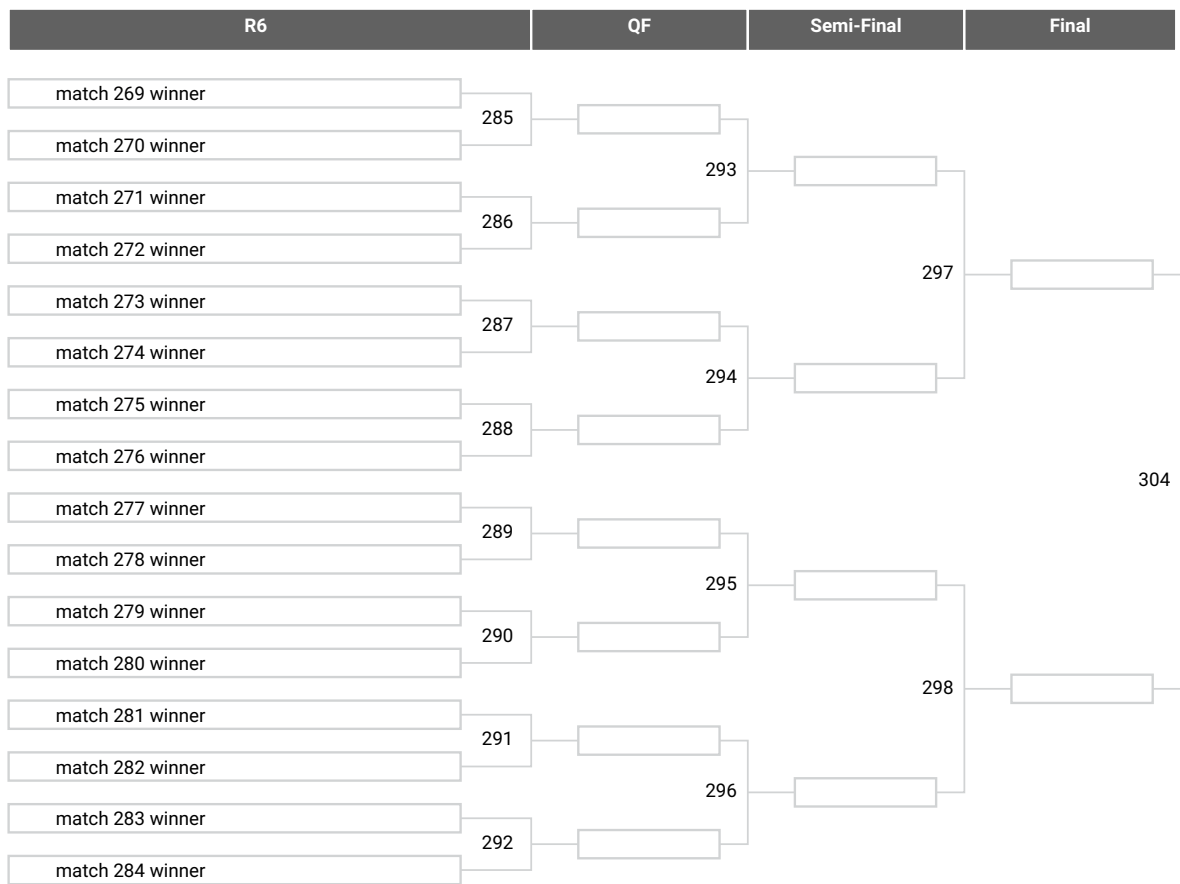 R6 QF Semi-Final Final
match 269 winner
285
match 270 winner
293
match 271 winner
286
match 272 winner
297
match 273 winner
287
match 274 winner
294
match 275 winner
288
match 276 winner
304
match 277 winner
289
match 278 winner
295
match 279 winner
290
match 280 winner
298
match 281 winner
291
match 282 winner
296
match 283 winner
292
match 284 winner